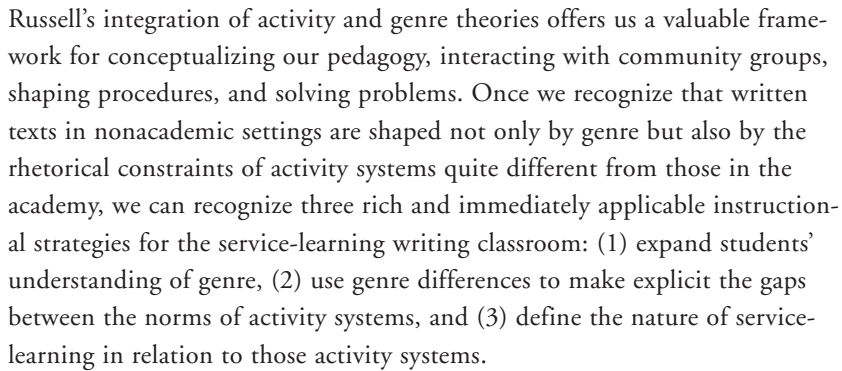 Russell’s integration of activity and genre theories offers us a valuable frame-
work for conceptualizing our pedagogy, interacting with community groups,
shaping procedures, and solving problems. Once we recognize that written
texts in nonacademic settings are shaped not only by genre but also by the
rhetorical constraints of activity systems quite different from those in the
academy, we can recognize three rich and immediately applicable instruction-
al strategies for the service-learning writing classroom: (1) expand students’
understanding of genre, (2) use genre differences to make explicit the gaps
between the norms of activity systems, and (3) define the nature of service-
learning in relation to those activity systems.